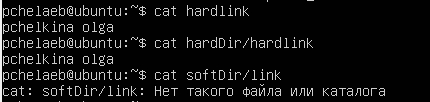 pchelaeb@ubuntu:~$ cat hardlink
pchelkina olga
pchelaeb@ubuntu:~$ cat hardDir/hardlink
pchelkina olga
pchelaeb@ubuntu:~$ cat softDir/link
cat: softDir/link: Нет такого файла или каталога